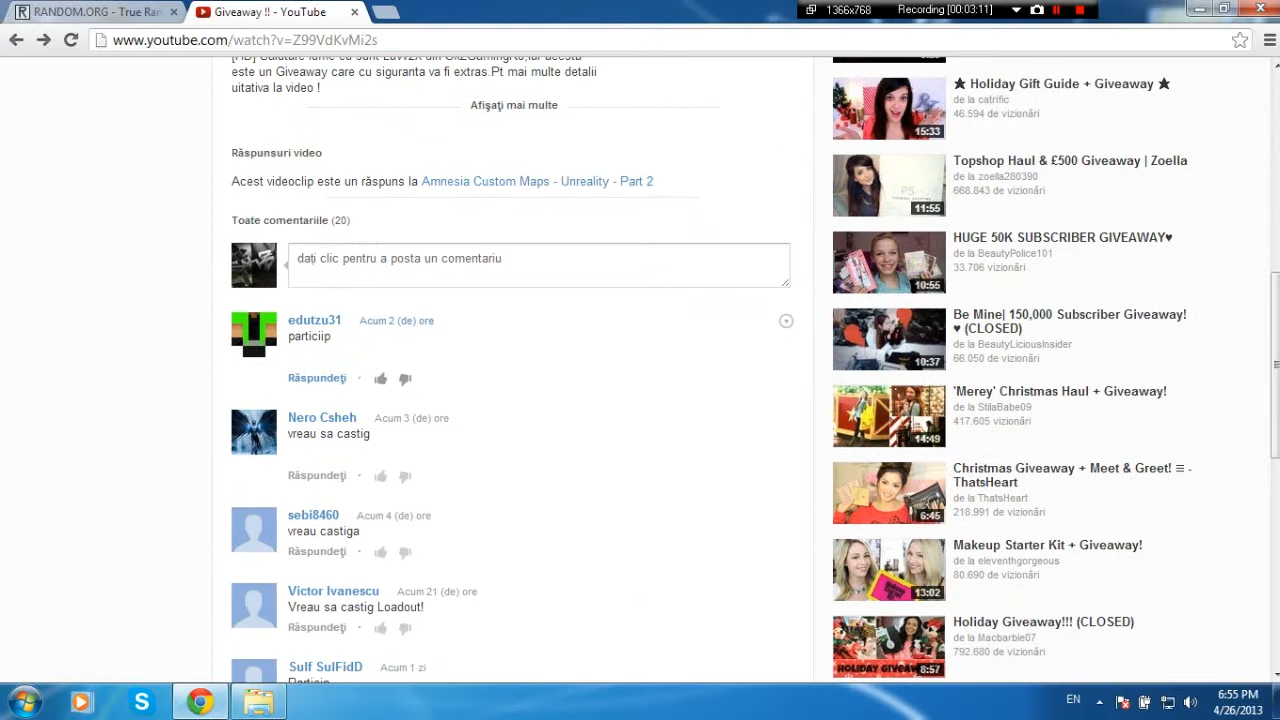 RANDOM.ORG - True Ran
Giveaway !! - YouTube
1366x768
Recording [00:03:11]
www.youtube.com/watch?v=Z99VdKvMi2s
este un Giveaway care cu siguranta va fi extras.Pt mai multe detalii
uitativa la video !
Afişaţi mai multe
Răspunsuri video
Acest videoclip este un răspuns la Amnesia Custom Maps - Unreality - Part 2
Toate comentariile (20)
daţi clic pentru a posta un comentariu
edutzu31 Acum 2 (de) ore
particiip
Răspundeţi
Nero Csheh Acum 3 (de) ore
vreau sa castig
Răspundeţi
sebi8460 Acum 4 (de) ore
vreau castiga
Răspundeţi
Victor Ivanescu Acum 21 (de) ore
Vreau sa castig Loadout!
Răspundeţi
Sulf SulFidD Acum 1 zi
Particip
★ Holiday Gift Guide + Giveaway ★
de la catrific
46.594 de vizionări
15:33
Topshop Haul & £500 Giveaway | Zoella
de la zoella280390
668.843 de vizionări
11:55
HUGE 50K SUBSCRIBER GIVEAWAY♥
de la BeautyPolice101
33.706 vizionări
10:55
Be Mine| 150,000 Subscriber Giveaway!
♥ (CLOSED)
de la BeautyLiciousInsider
66.050 de vizionări
10:37
'Merey' Christmas Haul + Giveaway!
de la StilaBabe09
417.605 vizionări
14:49
Christmas Giveaway + Meet & Greet! ☰ -
ThatsHeart
de la ThatsHeart
218.991 de vizionări
6:45
Makeup Starter Kit + Giveaway!
de la eleventhgorgeous
80.690 de vizionări
13:02
Holiday Giveaway!!! (CLOSED)
de la Macbarbie07
792.680 de vizionări
HOLIDAY GIVEAW
8:57
EN
6:55 PM
4/26/2013